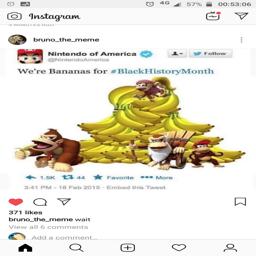 4G 57% 00:53:06
Instagram
bruno_the_meme
Nintendo of America
@NintendoAmerica
Follow
We're Bananas for #BlackHistoryMonth
1.5K 44 Favorite More
3:41 PM - 16 Feb 2015 · Embed this Tweet
371 likes
bruno_the_meme wait
View all 6 comments
Add a comment...